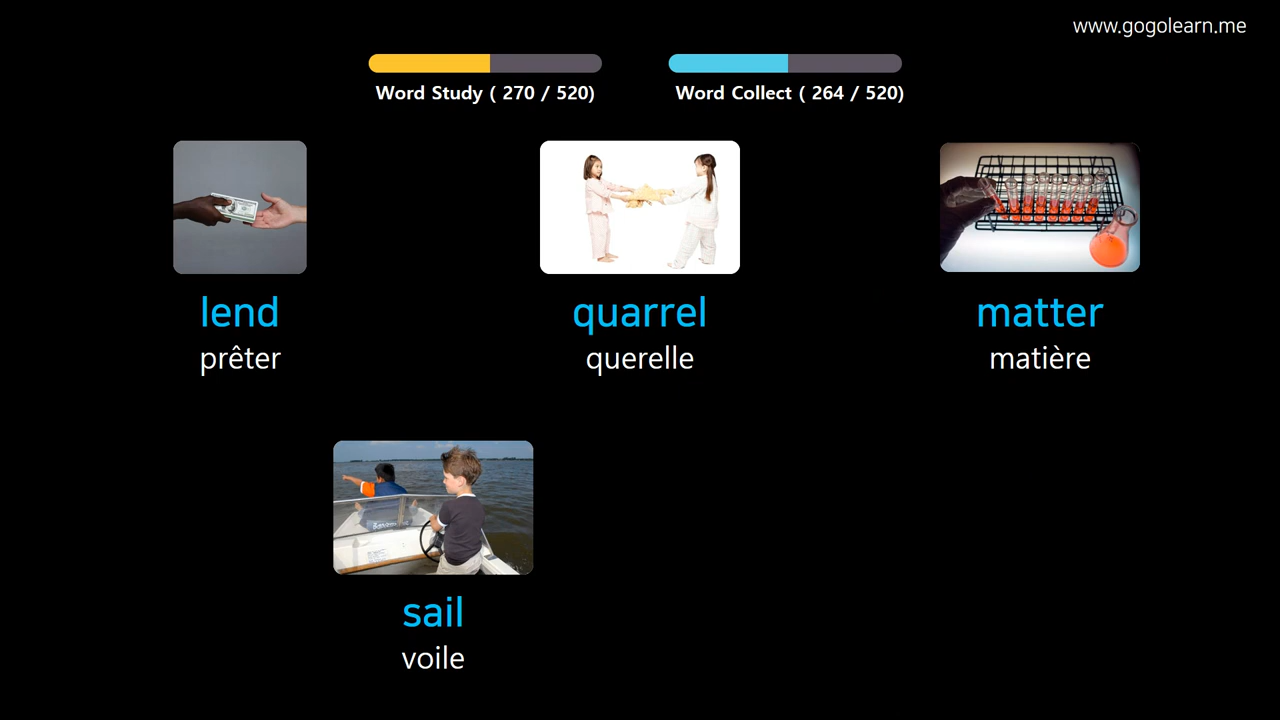 www.gogolearn.me
Word Study ( 270 / 520)
Word Collect ( 264 / 520)
lend
prêter
quarrel
querelle
matter
matière
sail
voile